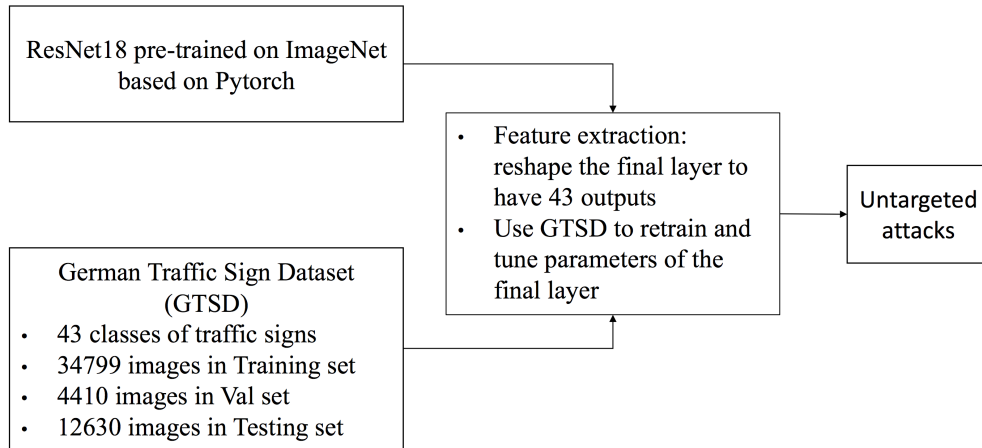 ResNet18 pre-trained on ImageNet
based on Pytorch
• Feature extraction:
reshape the final layer to
have 43 outputs
• Use GTSD to retrain and
tune parameters of the
final layer
Untargeted
attacks
German Traffic Sign Dataset
(GTSD)
• 43 classes of traffic signs
• 34799 images in Training set
• 4410 images in Val set
• 12630 images in Testing set